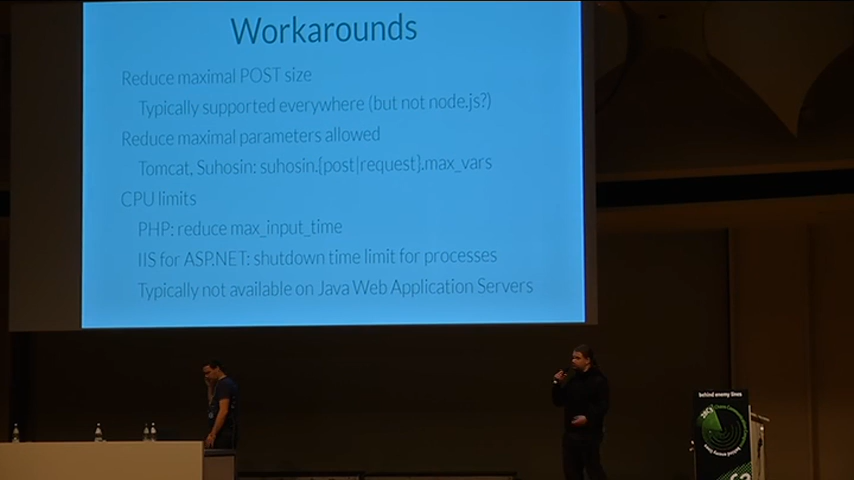 Workarounds
Reduce maximal POST size
Typically supported everywhere (but not node.js?)
Reduce maximal parameters allowed
Tomcat, Suhosin: suhosin.{post|request}.max_vars
CPU limits
PHP: reduce max_input_time
IIS for ASP.NET: shutdown time limit for processes
Typically not available on Java Web Application Servers
behind enemy lines